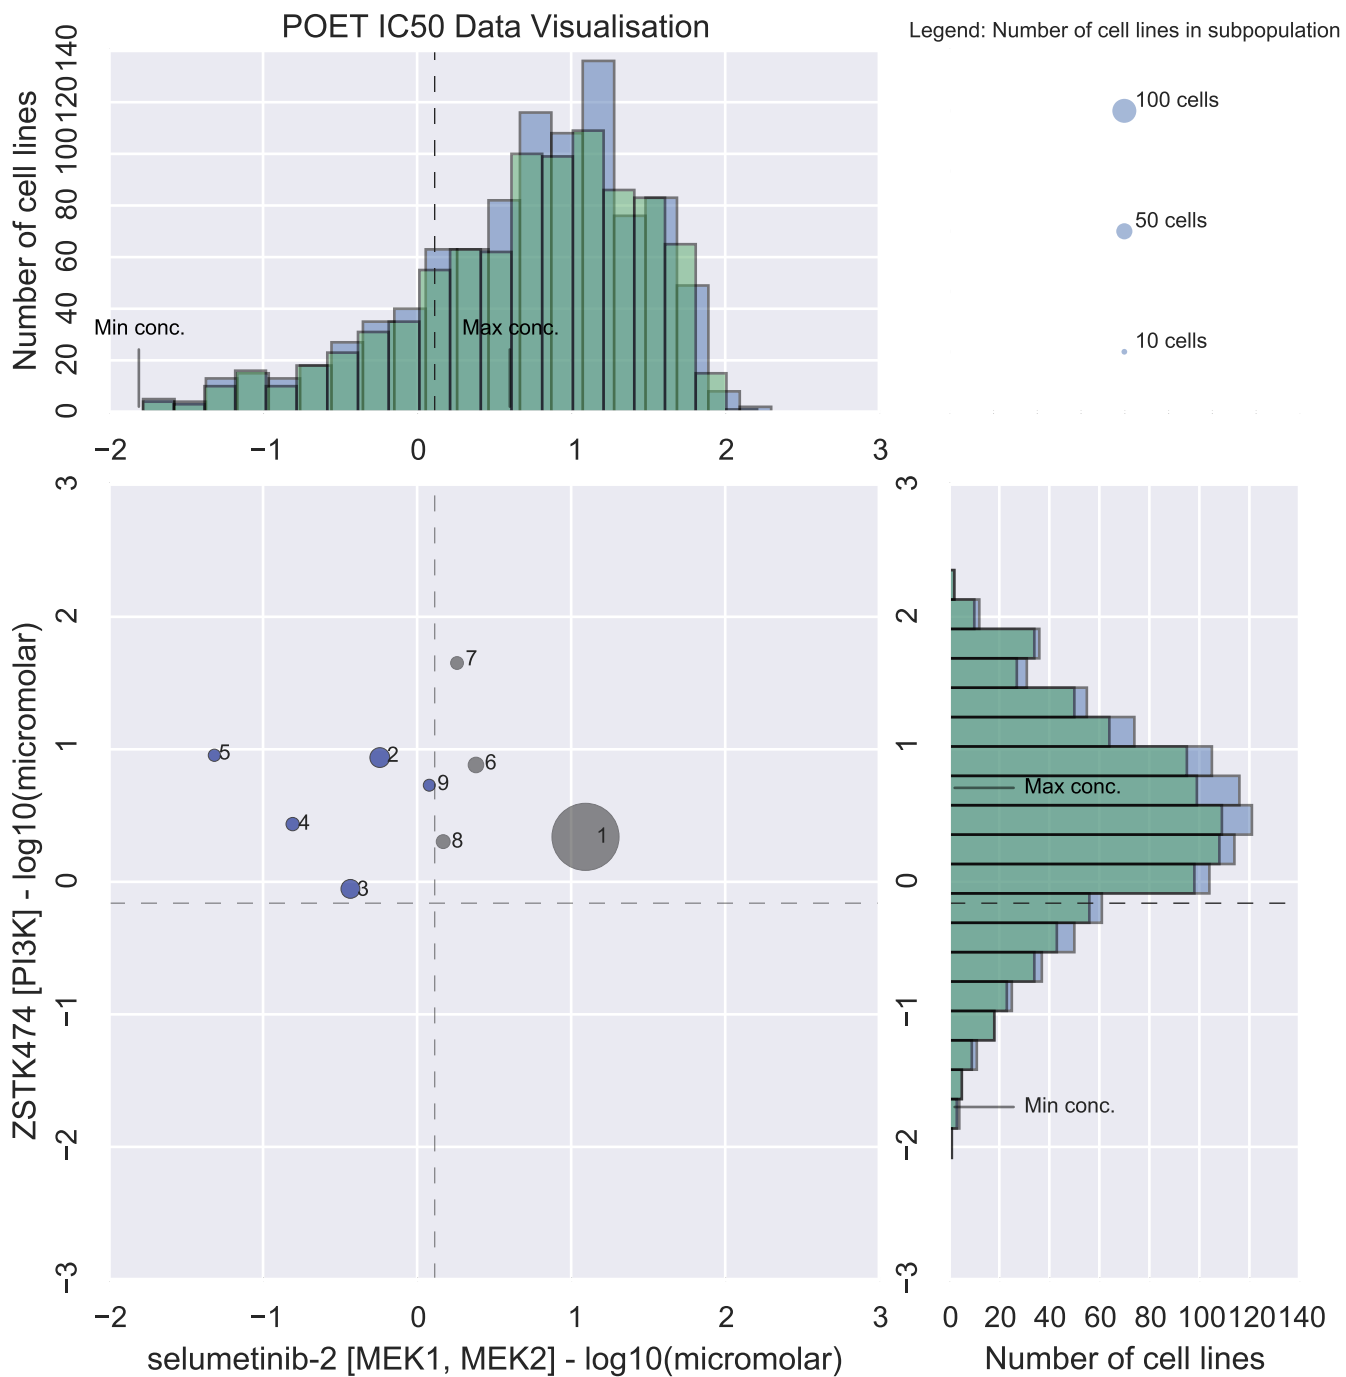 POET IC50 Data Visualisation
Legend: Number of cell lines in subpopulation
100 cells
50 cells
10 cells
Number of cell lines
0 20 40 60 80 100 120 140
Min conc.
Max conc.
−2 −1 0 1 2 3
ZSTK474 [PI3K] - log10(micromolar)
3
2
1
0
−1
−2
−3
7
5
2
6
9
4
8
1
3
−2 −1 0 1 2 3
selumetinib-2 [MEK1, MEK2] - log10(micromolar)
3
2
1
0
−1
−2
−3
Max conc.
Min conc.
0 20 40 60 80 100 120 140
Number of cell lines